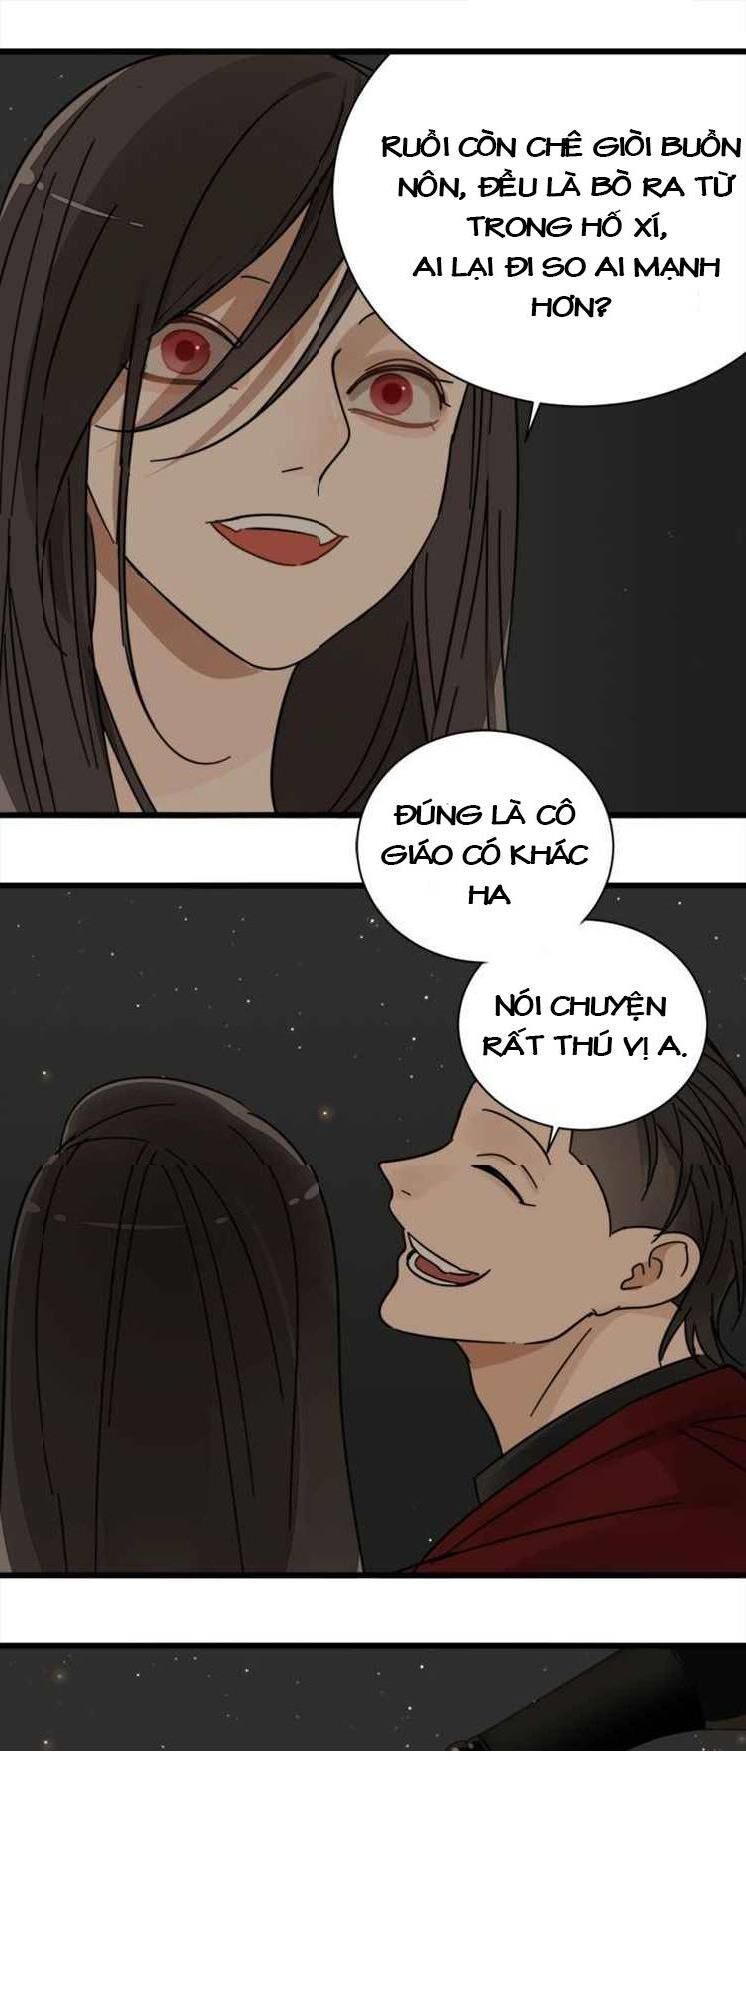 RUỒI CÒN CHÊ GIÒI BUỒN
NÔN, ĐỀU LÀ BÒ RA TỪ
TRONG HỐ XÍ,
AI LẠI ĐI SO AI MẠNH
HƠN?
ĐÚNG LÀ CÔ
GIÁO CÓ KHÁC
HA
NÓI CHUYỆN
RẤT THÚ VỊ A.